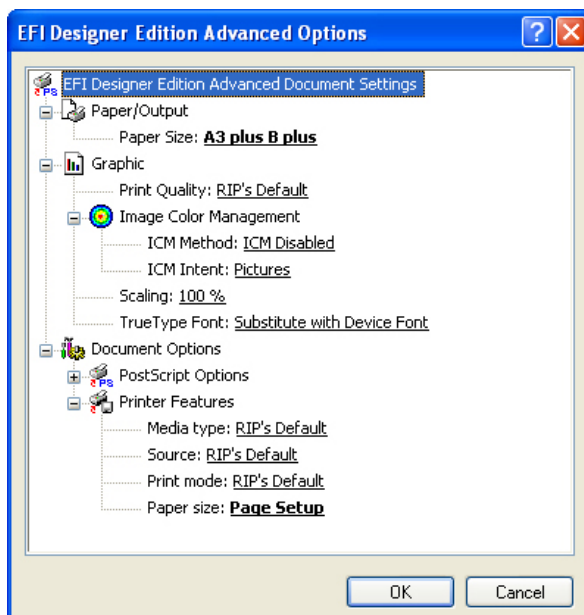 EFI Designer Edition Advanced Options
EFI Designer Edition Advanced Document Settings
Paper/Output
Paper Size: A3 plus B plus
Graphic
Print Quality: RIP's Default
Image Color Management
ICM Method: ICM Disabled
ICM Intent: Pictures
Scaling: 100 %
TrueType Font: Substitute with Device Font
Document Options
PostScript Options
Printer Features
Media type: RIP's Default
Source: RIP's Default
Print mode: RIP's Default
Paper size: Page Setup
OK Cancel